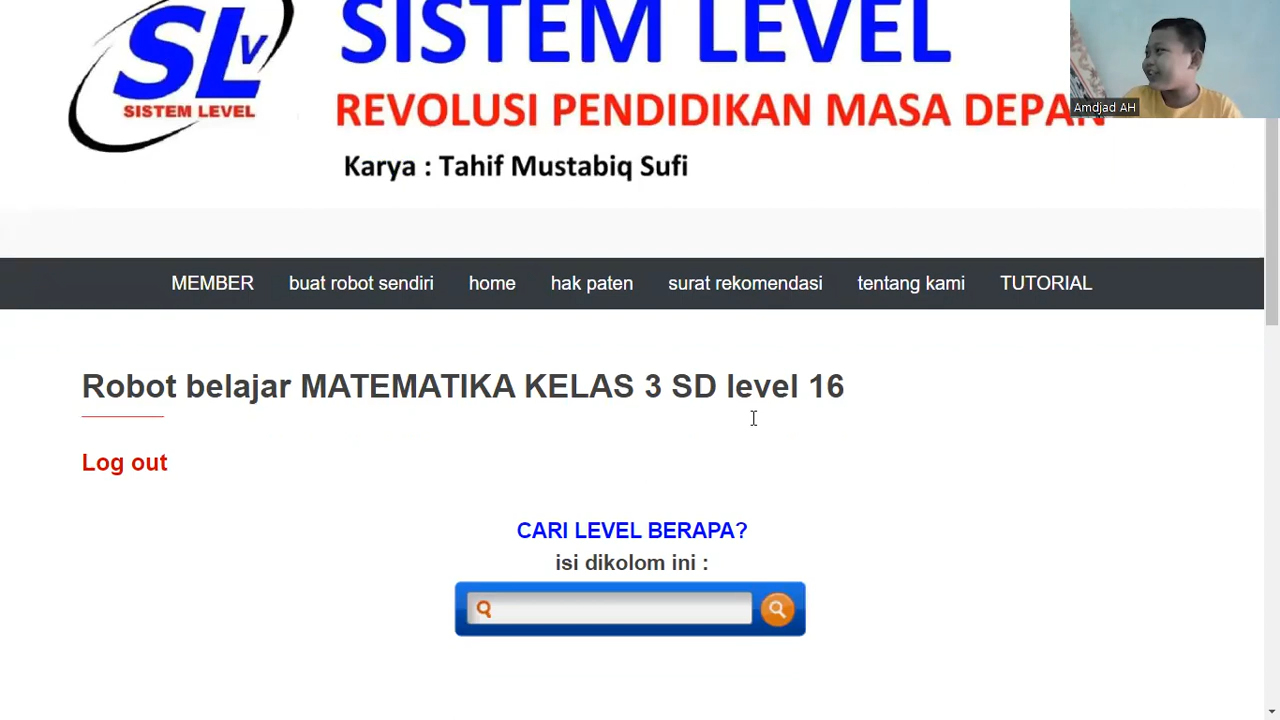 SLV
SISTEM LEVEL
SISTEM LEVEL
REVOLUSI PENDIDIKAN MASA DEPAN
Karya : Tahif Mustabiq Sufi
Amdjad AH
MEMBER buat robot sendiri home hak paten surat rekomendasi tentang kami TUTORIAL
Robot belajar MATEMATIKA KELAS 3 SD level 16
Log out
CARI LEVEL BERAPA?
isi dikolom ini :